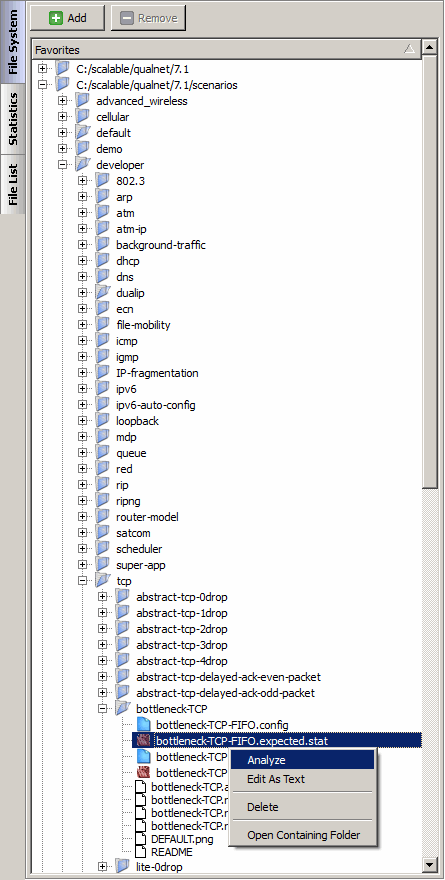 File System
Statistics
File List
Add
Remove
Favorites
C:/scalable/qualnet/7.1
C:/scalable/qualnet/7.1/scenarios
advanced_wireless
cellular
default
demo
developer
802.3
arp
atm
atm-ip
background-traffic
dhcp
dns
dualip
ecn
file-mobility
icmp
igmp
IP-fragmentation
ipv6
ipv6-auto-config
loopback
mdp
queue
red
rip
ripng
router-model
satcom
scheduler
super-app
tcp
abstract-tcp-0drop
abstract-tcp-1drop
abstract-tcp-2drop
abstract-tcp-3drop
abstract-tcp-4drop
abstract-tcp-delayed-ack-even-packet
abstract-tcp-delayed-ack-odd-packet
bottleneck-TCP
bottleneck-TCP-FIFO.config
bottleneck-TCP-FIFO.expected.stat
bottleneck-TCP
bottleneck-TCP
bottleneck-TCP.a
bottleneck-TCP.r
bottleneck-TCP.r
bottleneck-TCP.r
DEFAULT.png
README
lite-0drop
Analyze
Edit As Text
Delete
Open Containing Folder